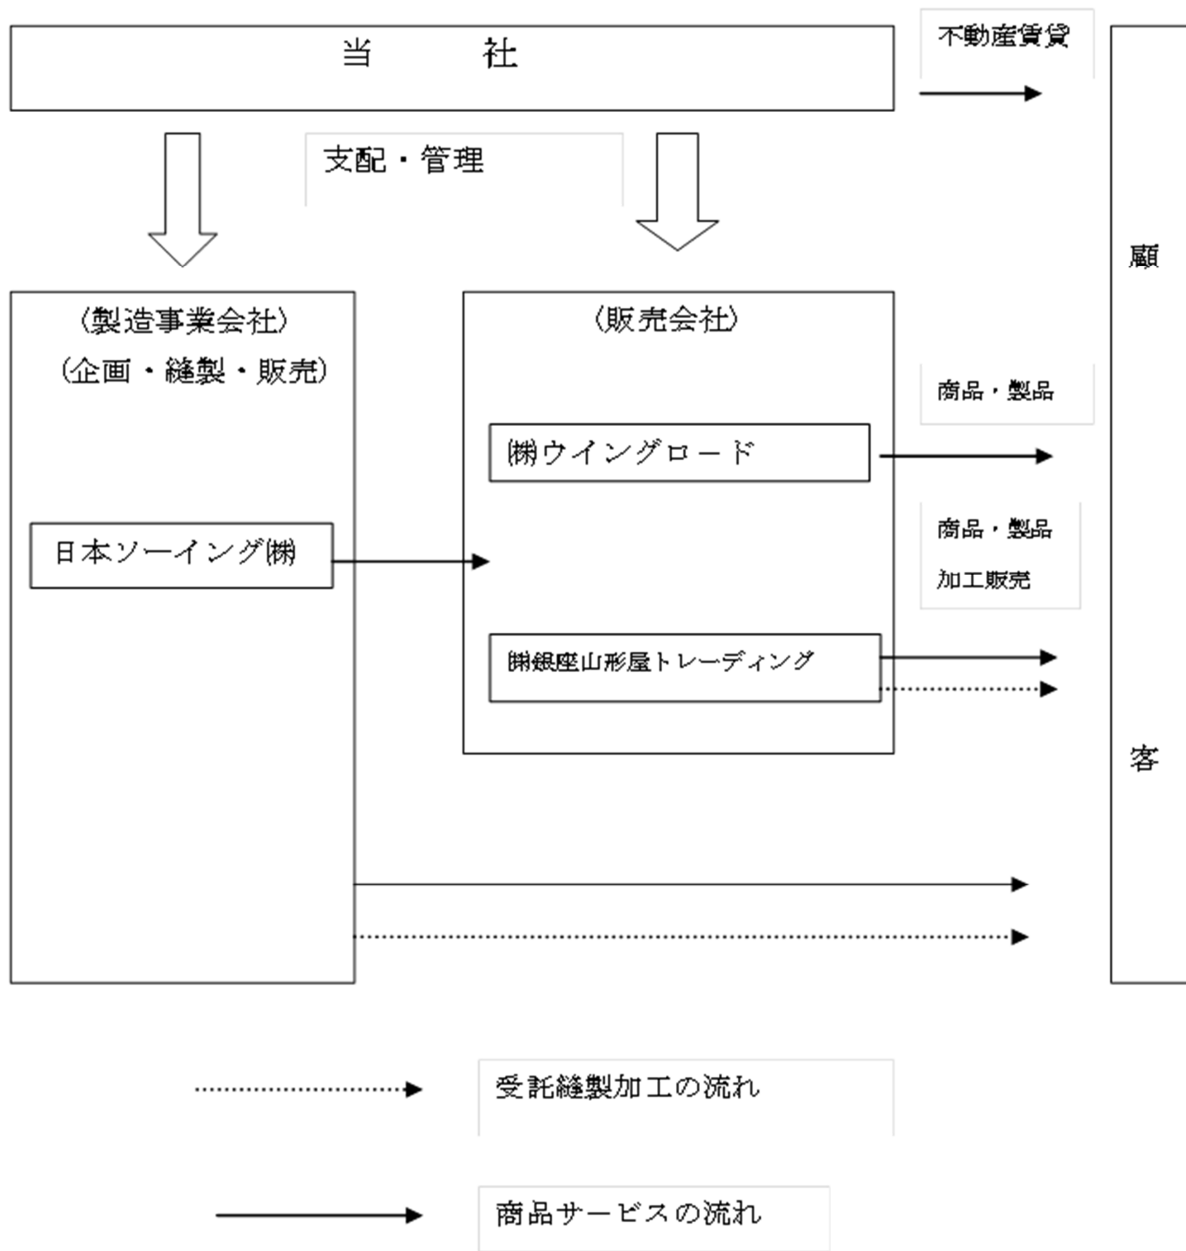 当　　社
不動産賃貸
支配・管理
顧
客
(製造事業会社)
(企画・縫製・販売)
日本ソーイング㈱
(販売会社)
㈱ウイングロード
㈱銀座山形屋トレーディング
商品・製品
商品・製品
加工販売
受託縫製加工の流れ
商品サービスの流れ